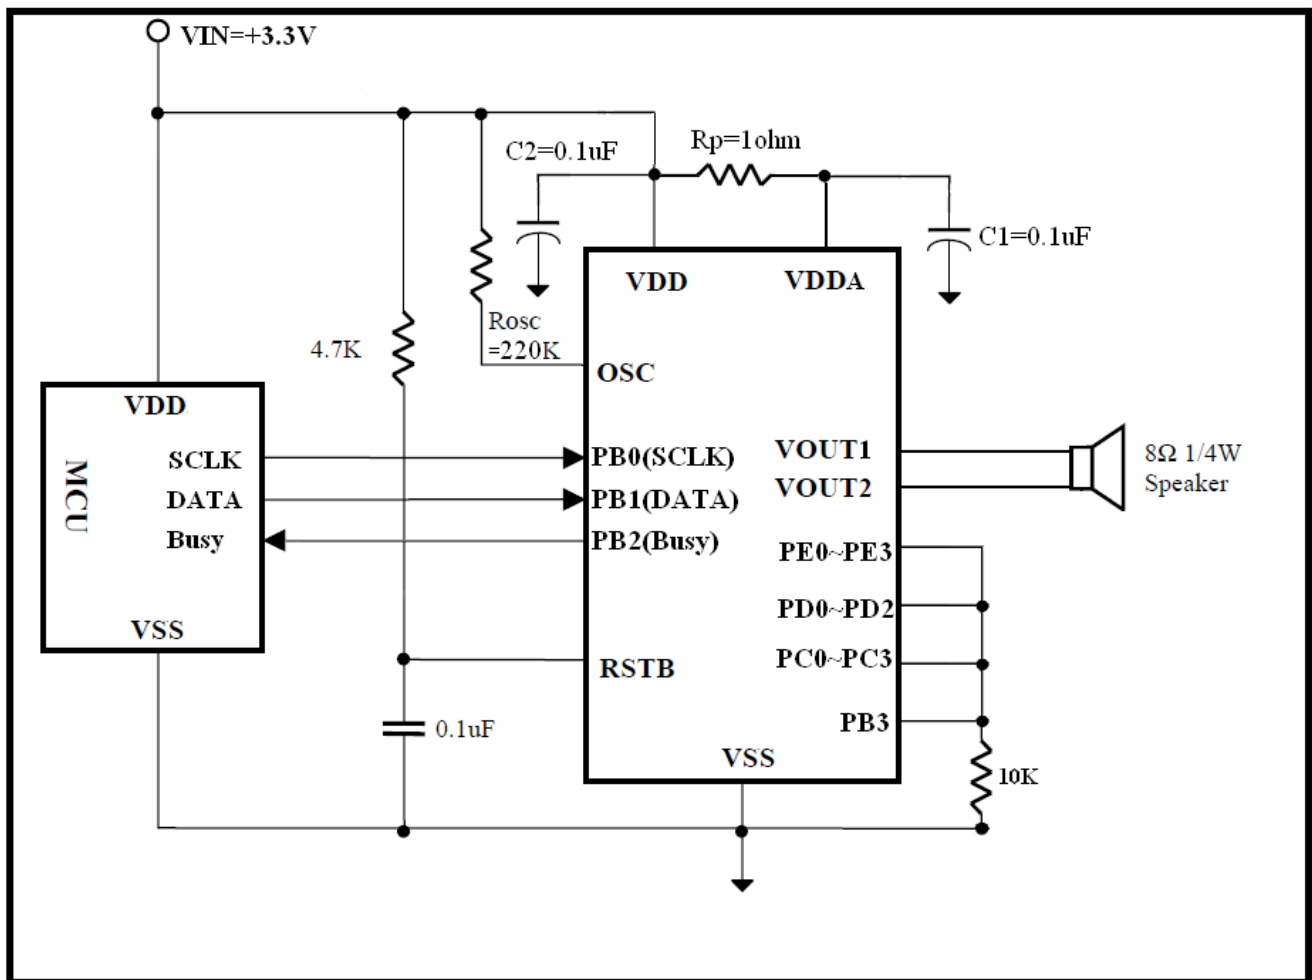 VIN=+3.3V
Rp=1ohm
C2=0.1uF
C1=0.1uF
VDD
VDDA
Rosc
=220K
4.7K
OSC
VDD
MCU
SCLK
DATA
Busy
VSS
PB0(SCLK)
PB1(DATA)
PB2(Busy)
RSTB
VOUT1
VOUT2
8Ω 1/4W
Speaker
PE0~PE3
PD0~PD2
PC0~PC3
PB3
0.1uF
VSS
10K